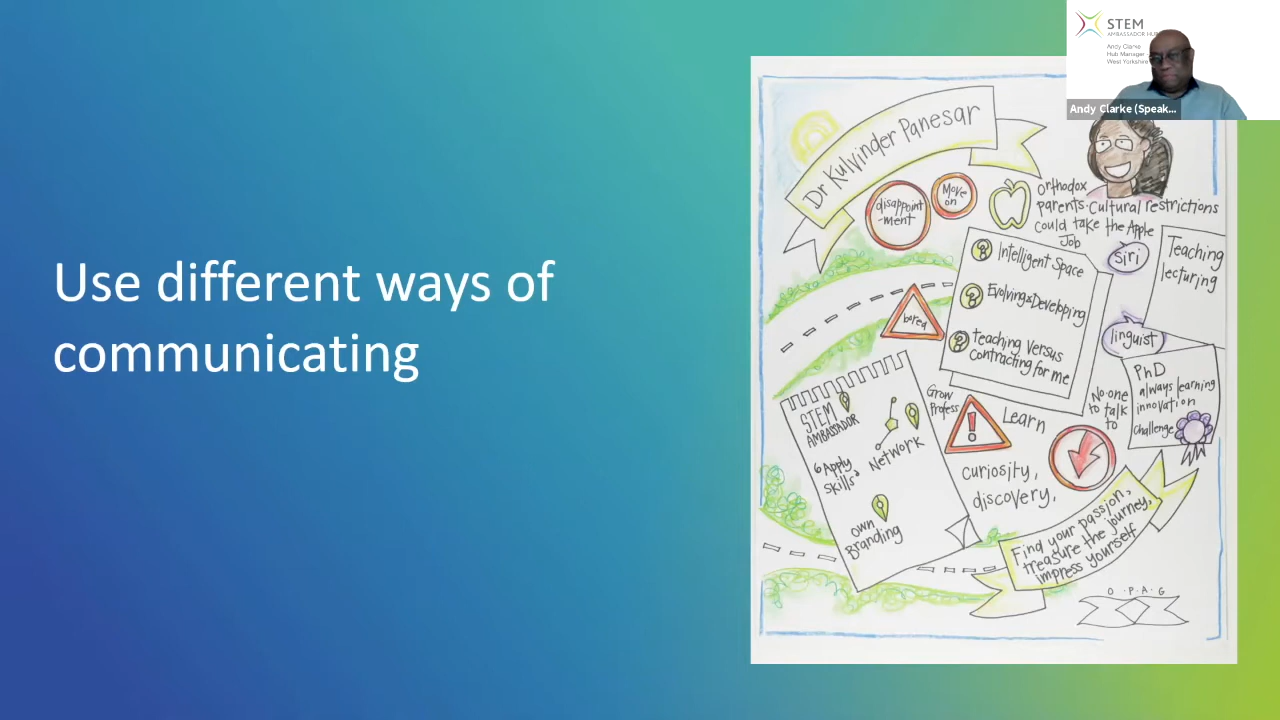 Use different ways of
communicating
STEM
AMBASSADOR HUB
Andy Clarke
Hub Manager
West Yorkshire
Andy Clarke (Speak...
Dr Kulvinder Panesar
disappoint
-ment
Move
on
Orthodox
parents. Cultural restrictions
could take the Apple
Job
Siri
Teaching
lecturing
Intelligent Space
Evolving & Developing
teaching versus
contracting for me
bored
linguist
PhD
always learning
innovation
challenge
No-one
to talk
to
STEM
AMBASSADOR
Network
"Apply
skills"
own
Branding
Grow
Profess
!
Learn
curiosity,
discovery,
Find your passion,
treasure the journey,
impress yourself
O.P.A.G